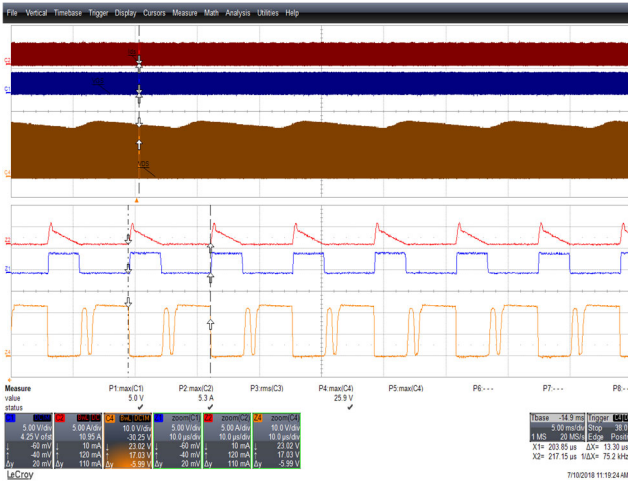 File Vertical Timebase Trigger Display Cursors Measure Math Analysis Utilities Help
Measure P1:max(C1) P2:max(C2) P3:rms(C3) P4:max(C4) P5:max(C4) P6:- - - P7:- - - P8:- -
value 5.0 V 5.3 A 25.9 V
status
zoom(C1) zoom(C2) zoom(C4)
5.00 V/div 5.00 A/div 10.0 V/div 5.00 V/div 5.00 A/div 10.0 V/div
4.25 V ofst 10.95 A -30.25 V 10.0 µs/div 10.0 µs/div 10.0 µs/div
-60 mV 10 mA 23.02 V -60 mV 10 mA 23.02 V
-40 mV 120 mA 17.03 V -40 mV 120 mA 17.03 V
Δy 20 mV Δy 110 mA Δy -5.99 V Δy 20 mV Δy 110 mA Δy -5.99 V
Tbase -14.9 ms Trigger
5.00 ms/div Stop 38.0
1 MS 20 MS/s Edge Positi
X1= 203.85 µs ΔX= 13.30 µs
X2= 217.15 µs 1/ΔX= 75.2 kHz
LeCroy
7/10/2018 11:19:24 AM